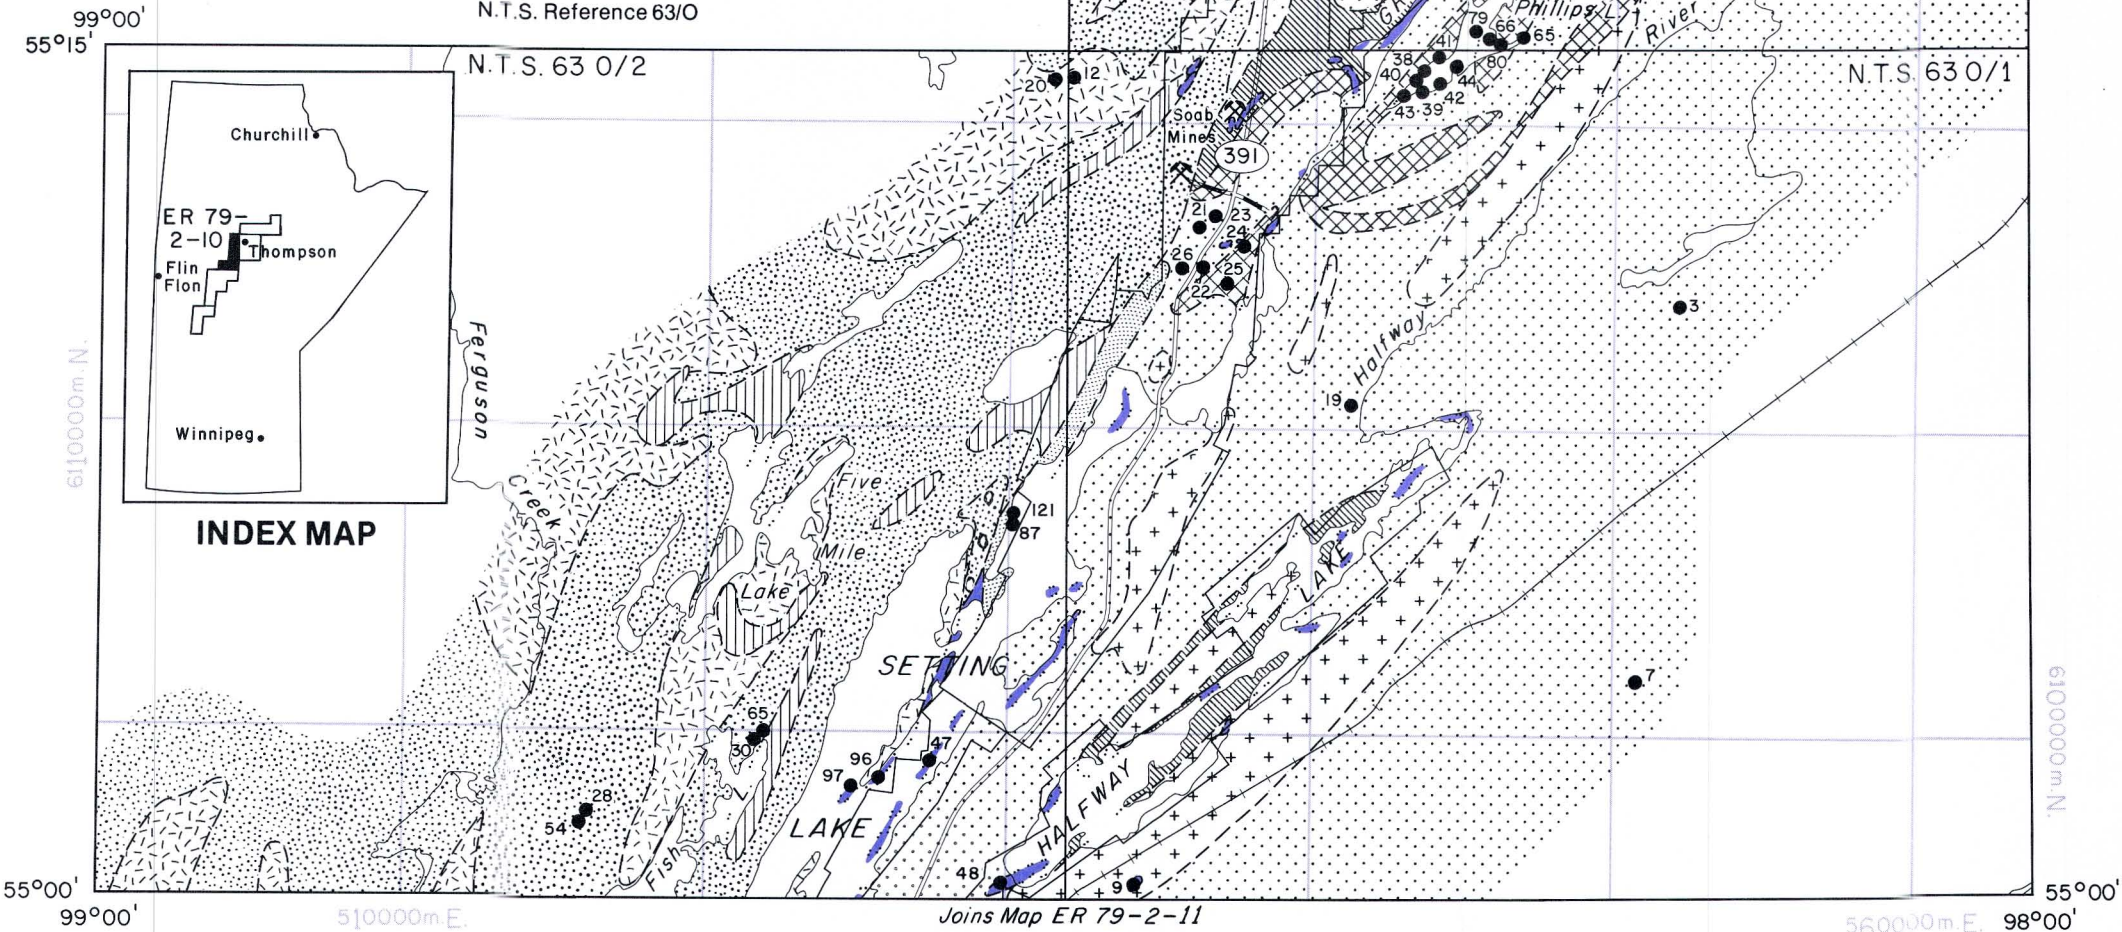 99°00'
N.T.S. Reference 63/O
55°15'
N.T.S. 63 O/2
N.T.S. 63 O/1
Phillips L
River
79
66
65
41
38
80
40
44
42
43
39
20
12
Soab
Mines
391
Churchill
ER 79-
2-10
Thompson
Flin
Flon
Winnipeg
INDEX MAP
21
23
24
26
25
22
3
Halfway
19
6110000m.N.
Ferguson
Creek
Five
Mile
Lake
121
87
LAKE
SETTING
LAKE
7
6100000m.N.
65
30
47
96
97
28
54
L
Fish
HALFWAY
48
9
55°00'
55°00'
99°00'
510000m.E.
Joins Map ER 79-2-11
560000m.E.
98°00'